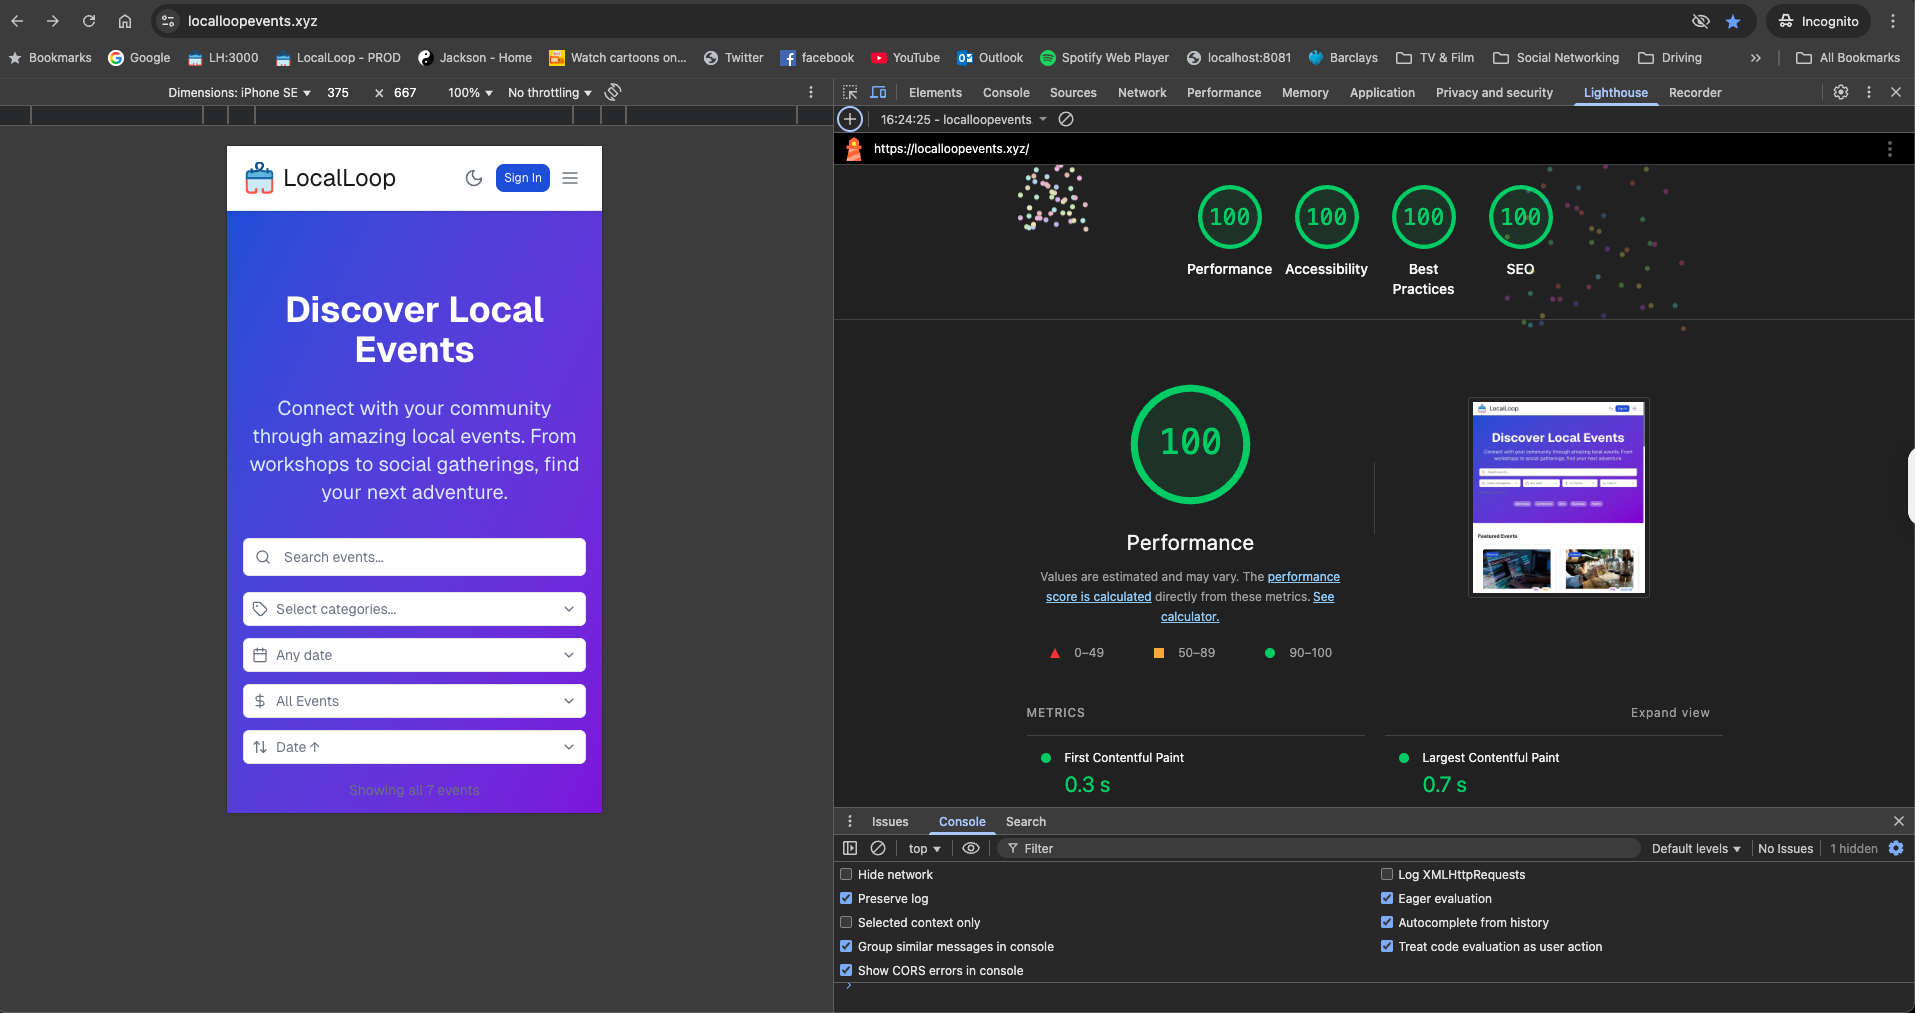 localloopevents.xyz
Incognito
Bookmarks
Google
LH:3000
LocalLoop - PROD
Jackson - Home
Watch cartoons on...
Twitter
facebook
YouTube
Outlook
Spotify Web Player
localhost:8081
Barclays
TV & Film
Social Networking
Driving
All Bookmarks
Dimensions: iPhone SE
375
×
667
100%
No throttling
Elements
Console
Sources
Network
Performance
Memory
Application
Privacy and security
Lighthouse
Recorder
16:24:25 - localloopevents.
https://localloopevents.xyz/
LocalLoop
Sign In
Discover Local
Events
Connect with your community
through amazing local events. From
workshops to social gatherings, find
your next adventure.
Search events...
Select categories...
Any date
$ All Events
Date ↑
Showing all 7 events
100
100
100
100
Performance
Accessibility
Best
Practices
SEO
100
Performance
Values are estimated and may vary. The performance
score is calculated directly from these metrics. See
calculator.
0–49
50–89
90–100
LocalLoop
Discover Local Events
Featured Events
METRICS
Expand view
First Contentful Paint
0.3 s
Largest Contentful Paint
0.7 s
Issues
Console
Search
top
Filter
Default levels
No Issues
1 hidden
Hide network
Log XMLHttpRequests
Preserve log
Eager evaluation
Selected context only
Autocomplete from history
Group similar messages in console
Treat code evaluation as user action
Show CORS errors in console